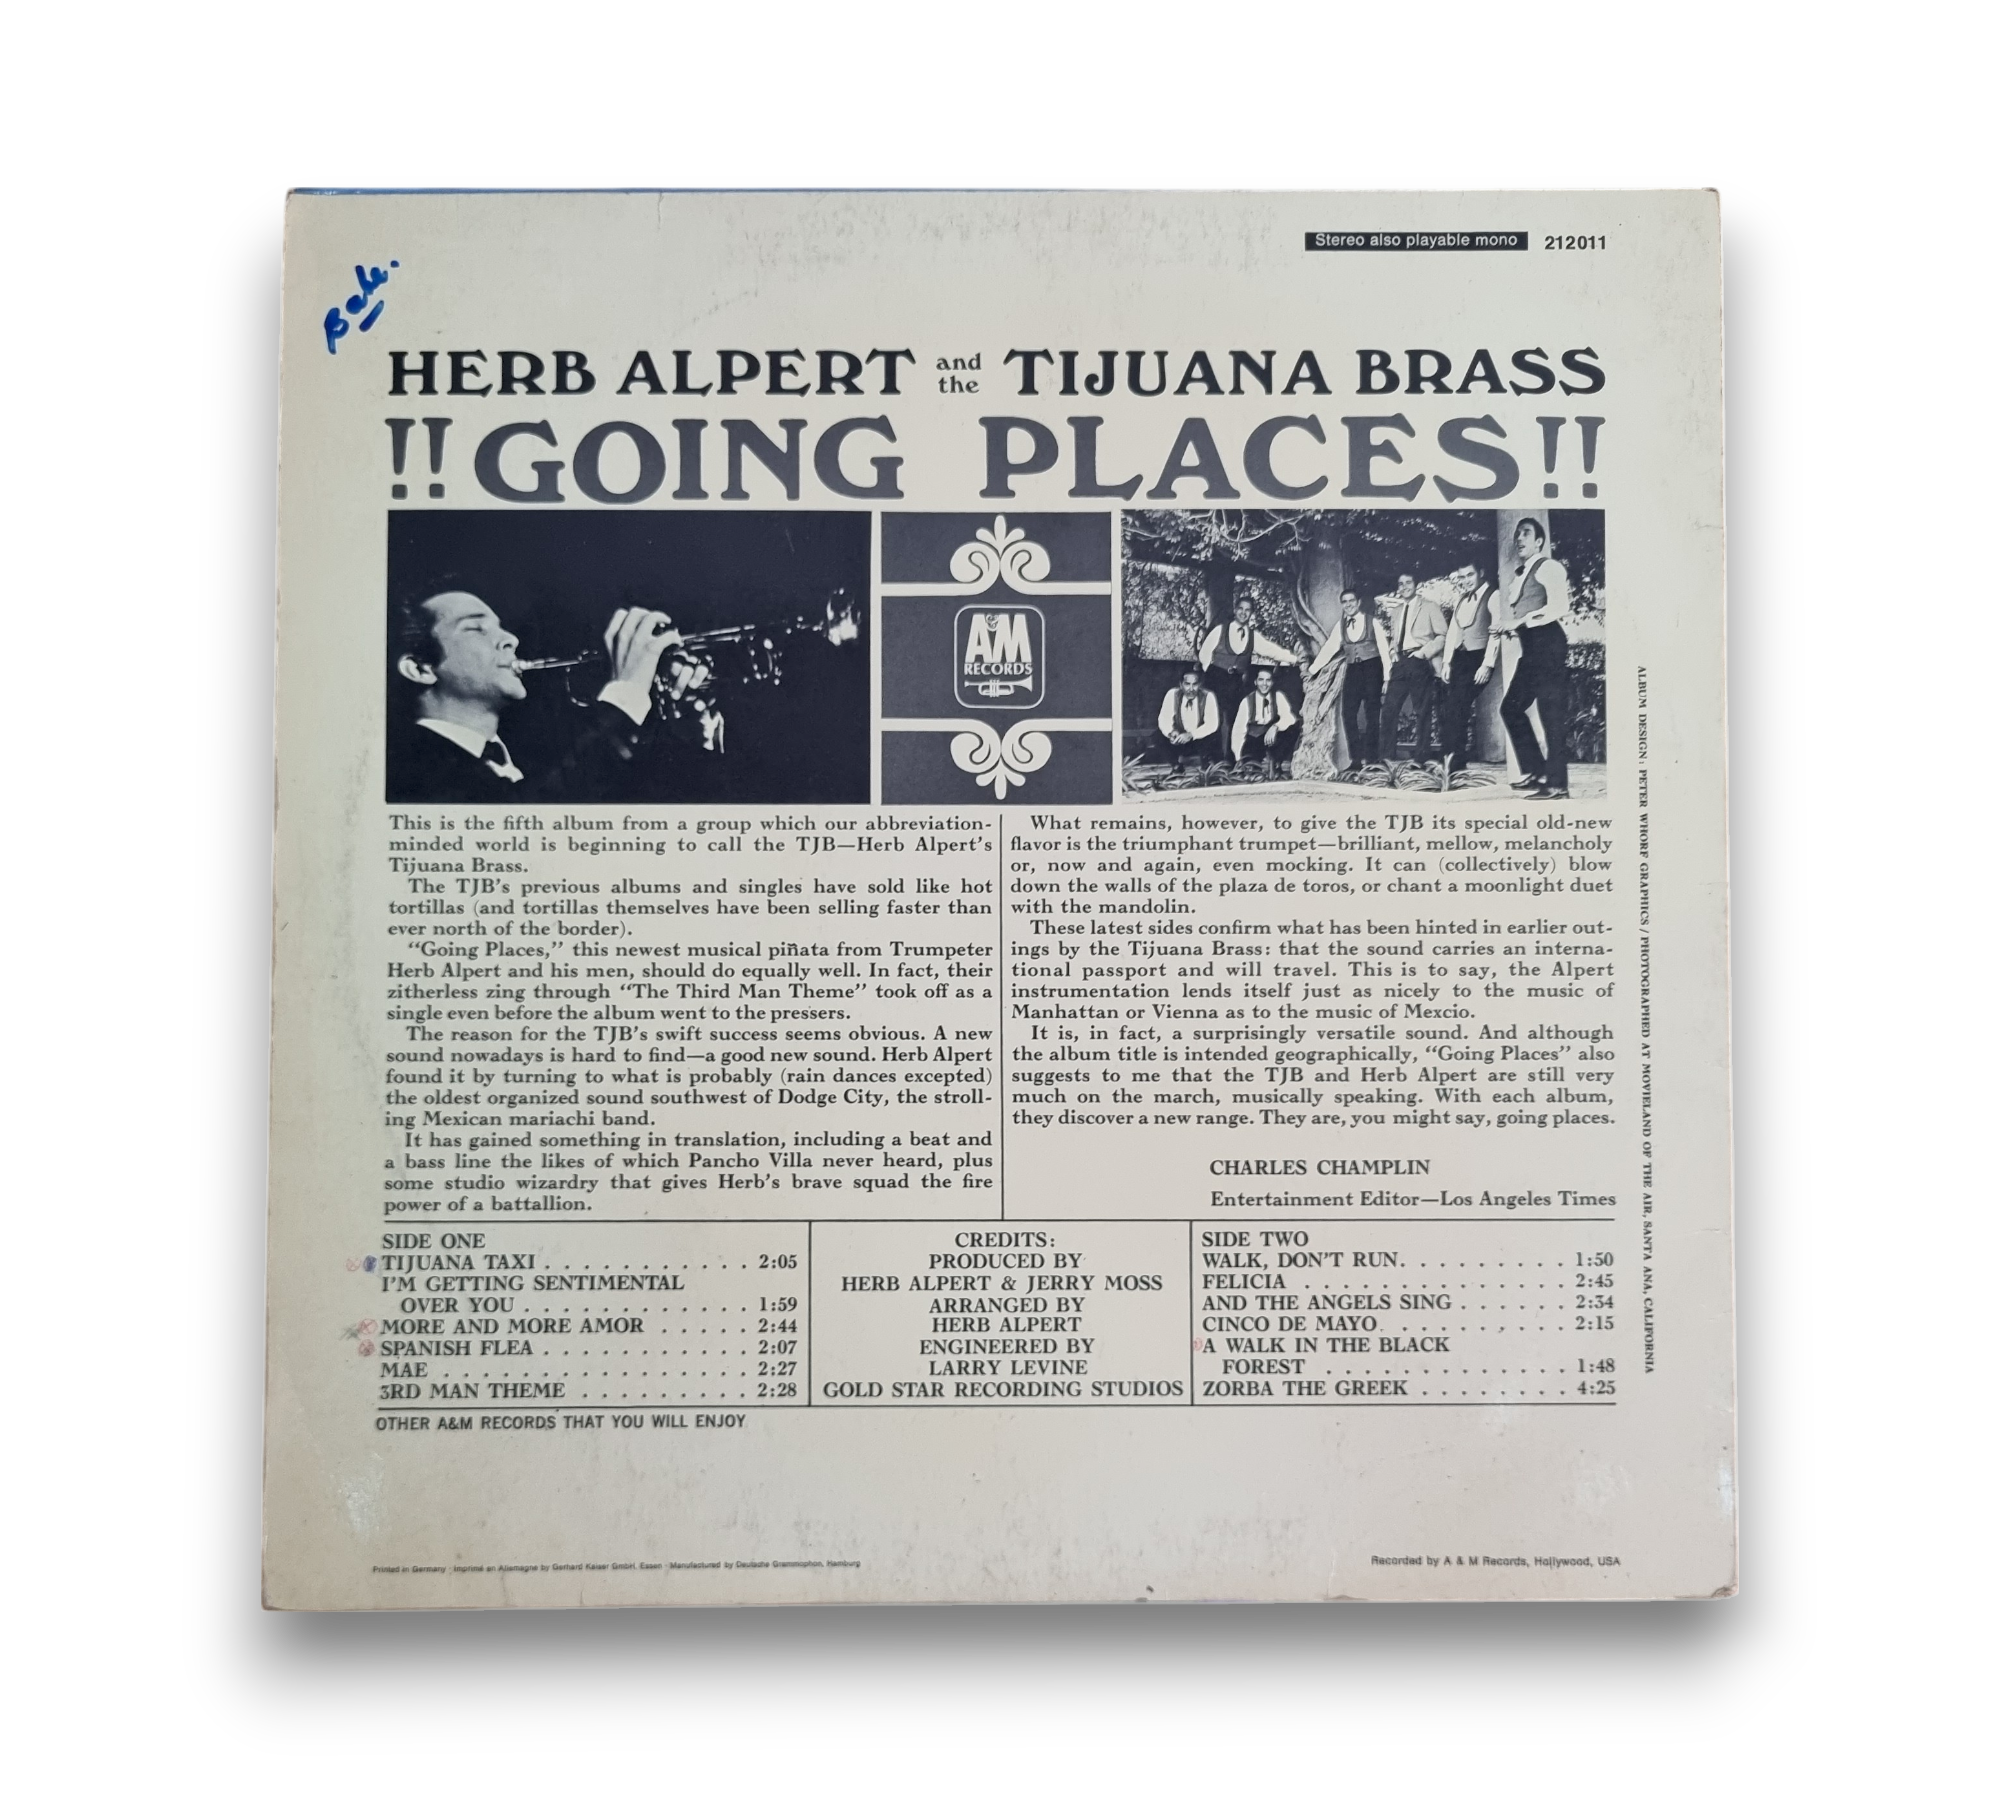 Stereo also playable mono 212011
HERB ALPERT and the TIJUANA BRASS
!!GOING PLACES!!
A&M
RECORDS
This is the fifth album from a group which our abbreviation-
minded world is beginning to call the TJB—Herb Alpert's
Tijuana Brass.
The TJB's previous albums and singles have sold like hot
tortillas (and tortillas themselves have been selling faster than
ever north of the border).
“Going Places,” this newest musical piñata from Trumpeter
Herb Alpert and his men, should do equally well. In fact, their
zitherless zing through “The Third Man Theme” took off as a
single even before the album went to the pressers.
The reason for the TJB's swift success seems obvious. A new
sound nowadays is hard to find—a good new sound. Herb Alpert
found it by turning to what is probably (rain dances excepted)
the oldest organized sound southwest of Dodge City, the stroll-
ing Mexican mariachi band.
It has gained something in translation, including a beat and
a bass line the likes of which Pancho Villa never heard, plus
some studio wizardry that gives Herb's brave squad the fire
power of a battallion.
What remains, however, to give the TJB its special old-new
flavor is the triumphant trumpet—brilliant, mellow, melancholy
or, now and again, even mocking. It can (collectively) blow
down the walls of the plaza de toros, or chant a moonlight duet
with the mandolin.
These latest sides confirm what has been hinted in earlier out-
ings by the Tijuana Brass: that the sound carries an interna-
tional passport and will travel. This is to say, the Alpert
instrumentation lends itself just as nicely to the music of
Manhattan or Vienna as to the music of Mexcio.
It is, in fact, a surprisingly versatile sound. And although
the album title is intended geographically, “Going Places” also
suggests to me that the TJB and Herb Alpert are still very
much on the march, musically speaking. With each album,
they discover a new range. They are, you might say, going places.
CHARLES CHAMPLIN
Entertainment Editor—Los Angeles Times
ALBUM DESIGN: PETER WHORF GRAPHICS / PHOTOGRAPHED AT MOVIELAND OF THE AIR, SANTA ANA, CALIFORNIA
SIDE ONE
TIJUANA TAXI . . . . . . . . . . . 2:05
I'M GETTING SENTIMENTAL
OVER YOU . . . . . . . . . . . . 1:59
MORE AND MORE AMOR . . . . . 2:44
SPANISH FLEA . . . . . . . . . . . 2:07
MAE . . . . . . . . . . . . . . . . 2:27
3RD MAN THEME . . . . . . . . . 2:28
CREDITS:
PRODUCED BY
HERB ALPERT & JERRY MOSS
ARRANGED BY
HERB ALPERT
ENGINEERED BY
LARRY LEVINE
GOLD STAR RECORDING STUDIOS
SIDE TWO
WALK, DON'T RUN. . . . . . . . . 1:50
FELICIA . . . . . . . . . . . . . . 2:45
AND THE ANGELS SING . . . . . . 2:34
CINCO DE MAYO. . . . . . . . . . 2:15
A WALK IN THE BLACK
FOREST . . . . . . . . . . . . . 1:48
ZORBA THE GREEK . . . . . . . . 4:25
OTHER A&M RECORDS THAT YOU WILL ENJOY
Printed in Germany · Imprimé en Allemagne by Gerhard Kaiser GmbH, Essen · Manufactured by Deutsche Grammophon, Hamburg
Recorded by A & M Records, Hollywood, USA